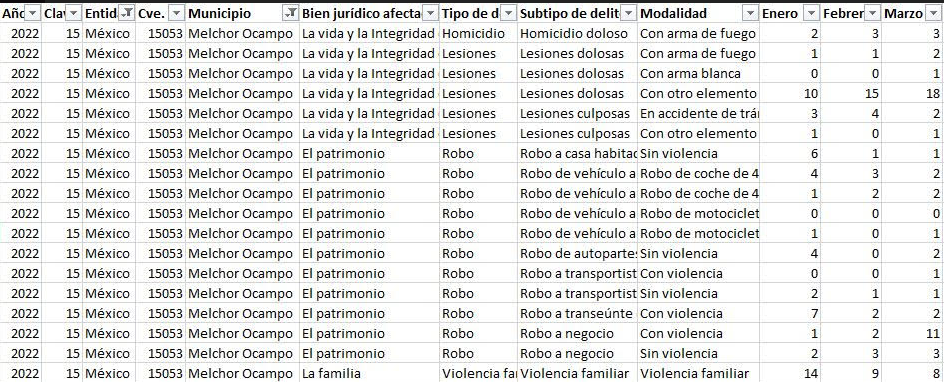 Año Clav Entid Cve. Municipio Bien jurídico afecta Tipo de d Subtipo de delit Modalidad Enero Febrer Marzo
2022 15 México 15053 Melchor Ocampo La vida y la Integridad Homicidio Homicidio doloso Con arma de fuego 2 3 3
2022 15 México 15053 Melchor Ocampo La vida y la Integridad Lesiones Lesiones dolosas Con arma de fuego 1 1 2
2022 15 México 15053 Melchor Ocampo La vida y la Integridad Lesiones Lesiones dolosas Con arma blanca 0 0 1
2022 15 México 15053 Melchor Ocampo La vida y la Integridad Lesiones Lesiones dolosas Con otro elemento 10 15 18
2022 15 México 15053 Melchor Ocampo La vida y la Integridad Lesiones Lesiones culposas En accidente de trá 3 4 2
2022 15 México 15053 Melchor Ocampo La vida y la Integridad Lesiones Lesiones culposas Con otro elemento 1 0 1
2022 15 México 15053 Melchor Ocampo El patrimonio Robo Robo a casa habitac Sin violencia 6 1 1
2022 15 México 15053 Melchor Ocampo El patrimonio Robo Robo de vehículo a Robo de coche de 4 4 3 2
2022 15 México 15053 Melchor Ocampo El patrimonio Robo Robo de vehículo a Robo de coche de 4 1 2 2
2022 15 México 15053 Melchor Ocampo El patrimonio Robo Robo de vehículo a Robo de motociclet 0 0 0
2022 15 México 15053 Melchor Ocampo El patrimonio Robo Robo de vehículo a Robo de motociclet 1 0 1
2022 15 México 15053 Melchor Ocampo El patrimonio Robo Robo de autopartes Sin violencia 4 0 2
2022 15 México 15053 Melchor Ocampo El patrimonio Robo Robo a transportist Con violencia 0 0 1
2022 15 México 15053 Melchor Ocampo El patrimonio Robo Robo a transportist Sin violencia 2 1 1
2022 15 México 15053 Melchor Ocampo El patrimonio Robo Robo a transeúnte Con violencia 7 2 2
2022 15 México 15053 Melchor Ocampo El patrimonio Robo Robo a negocio Con violencia 1 2 11
2022 15 México 15053 Melchor Ocampo El patrimonio Robo Robo a negocio Sin violencia 2 3 3
2022 15 México 15053 Melchor Ocampo La familia Violencia fa Violencia familiar Violencia familiar 14 9 8